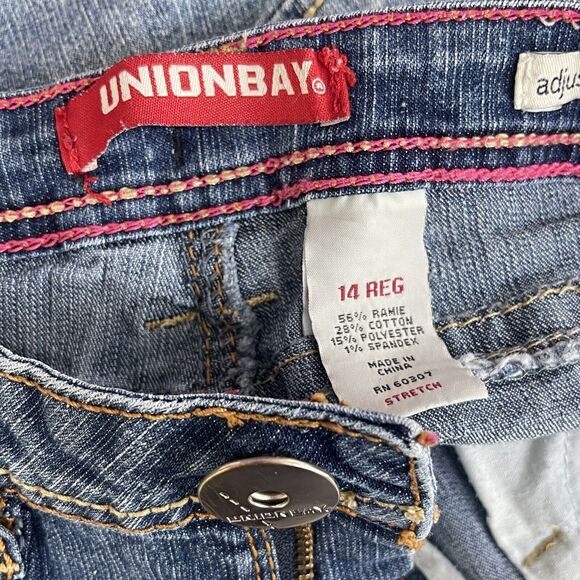 UNIONBAY®
adjus
14 REG
56% RAMIE
28% COTTON
15% POLYESTER
1% SPANDEX
MADE IN
CHINA
RN 60307
STRETCH